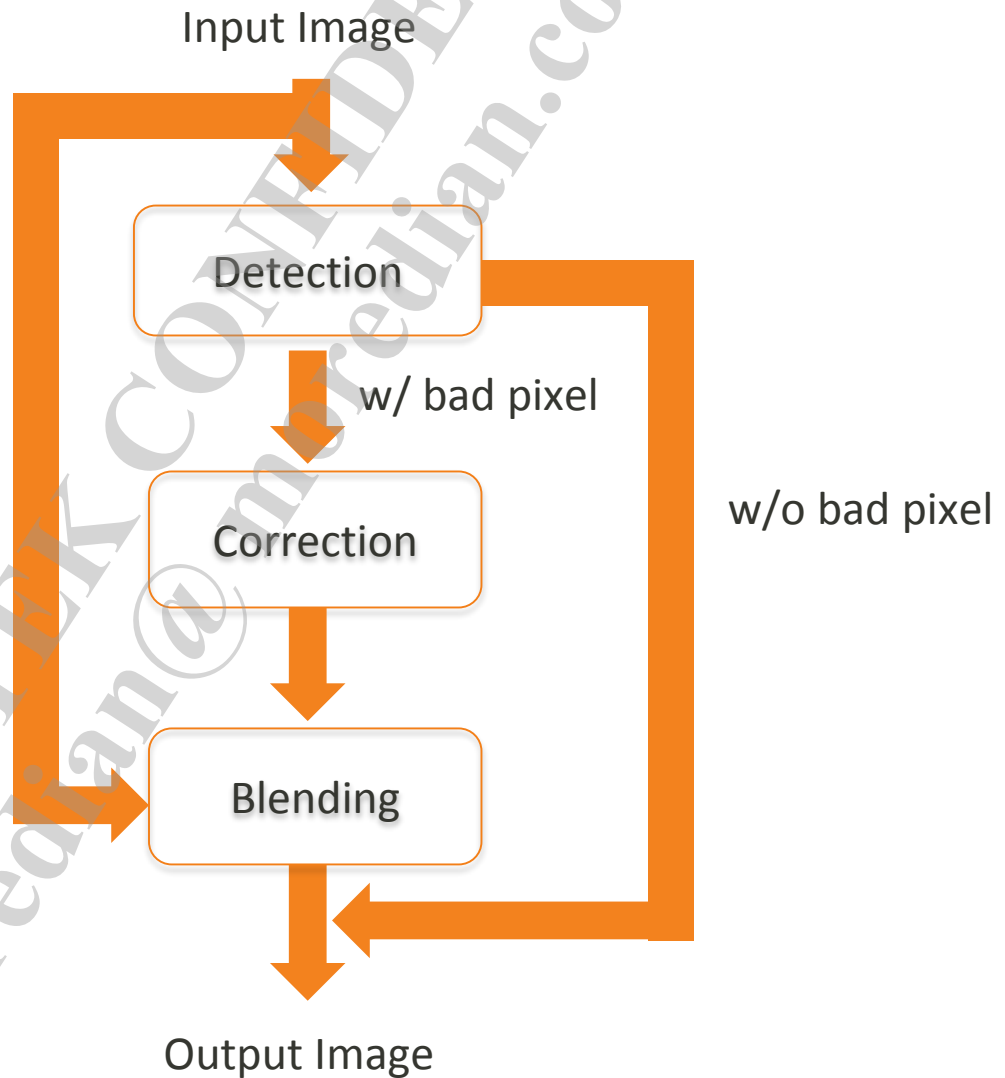 Input Image
Detection
w/ bad pixel
w/o bad pixel
Correction
Blending
Output Image